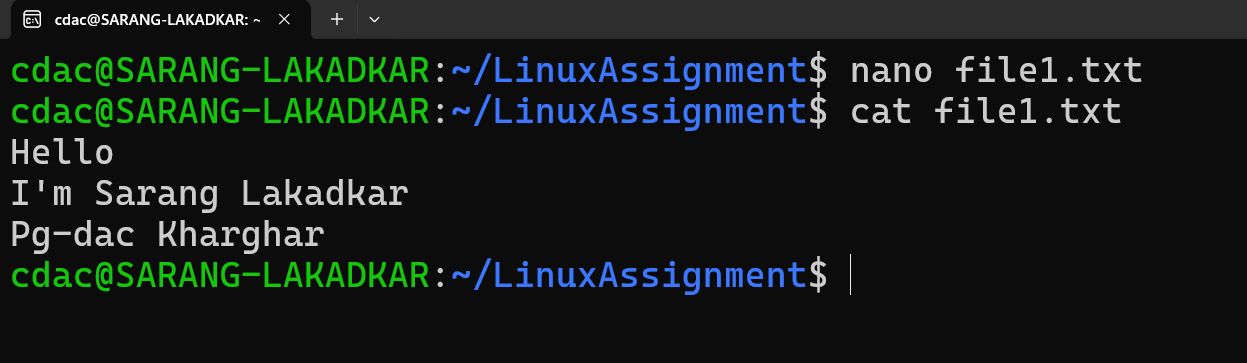 cdac@SARANG-LAKADKAR: ~
cdac@SARANG-LAKADKAR:~/LinuxAssignment$ nano file1.txt
cdac@SARANG-LAKADKAR:~/LinuxAssignment$ cat file1.txt
Hello
I'm Sarang Lakadkar
Pg-dac Kharghar
cdac@SARANG-LAKADKAR:~/LinuxAssignment$